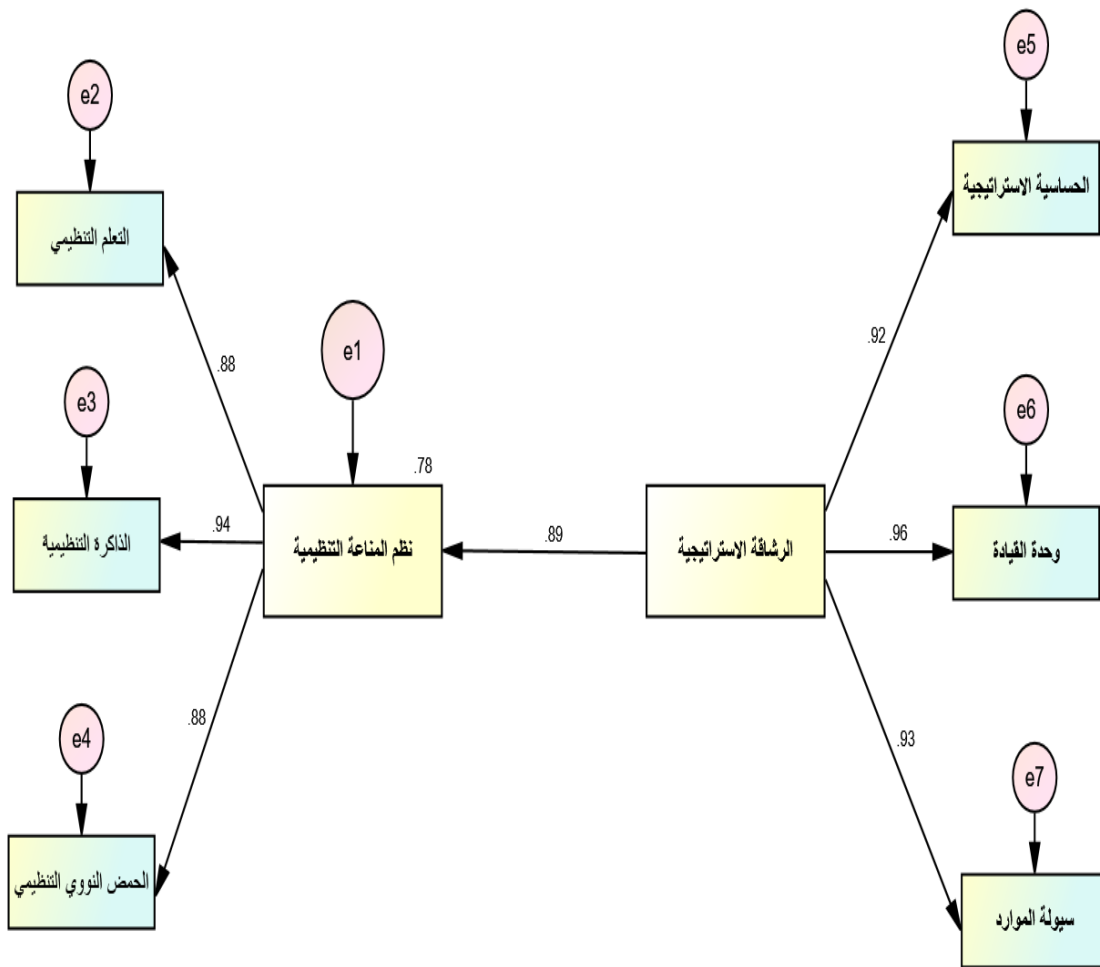 e5
e2
الحساسية الاستراتيجية
التعلم التنظيمي
.92
e1
.88
e3
e6
.78
الذاكرة التنظيمية
.94
نظم المناعة التنظيمية
.89
الرشاقة الاستراتيجية
.96
وحدة القيادة
.88
e4
.93
e7
الحمض النووي التنظيمي
سيولة الموارد